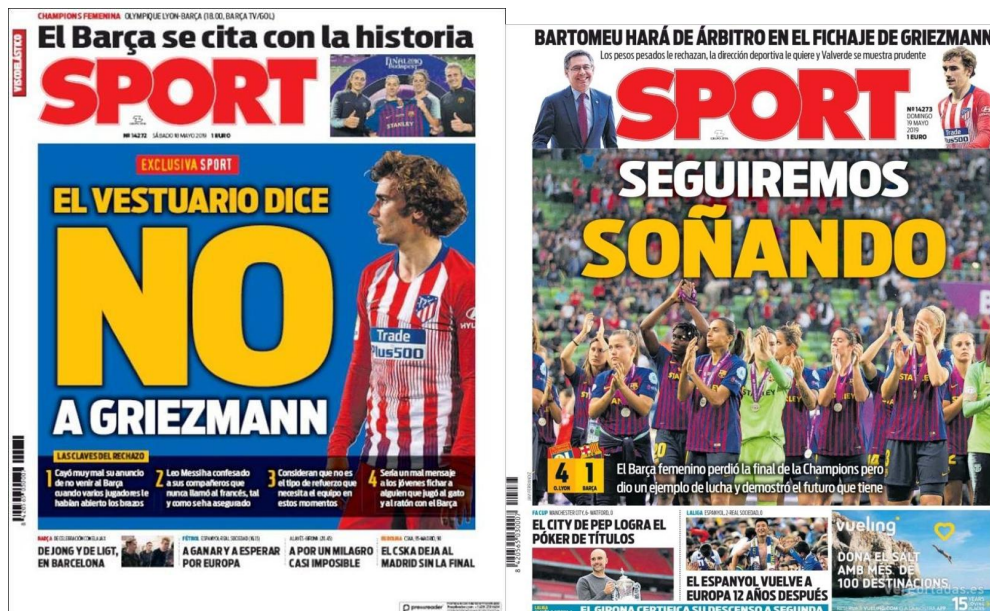 CHAMPIONS FEMENINA OLYMPIQUE LYON-BARÇA (18.00, BARÇA TV/GOL)
El Barça se cita con la historia
VISCOELÁSTICO
SPORT
Nº 14272 SÁBADO 18 MAYO 2019 1 EURO
EXCLUSIVA SPORT
EL VESTUARIO DICE
NO
A GRIEZMANN
Trade
Plus500
LAS CLAVES DEL RECHAZO
1 Cayó muy mal su anuncio
de no venir al Barça
cuando varios jugadores le
habían abierto los brazos
2 Leo Messi ha confesado
a sus compañeros que
nunca llamó al francés, tal
y como se ha asegurado
3 Consideran que no es
el tipo de refuerzo que
necesita el equipo en
estos momentos
4 Sería un mal mensaje
a los jóvenes fichar a
alguien que jugó al gato
y al ratón con el Barça
BARÇA
DE JONG Y DE LIGT,
EN BARCELONA
FÚTBOL
A GANAR Y A ESPERAR
POR EUROPA
A POR UN MILAGRO
CASI IMPOSIBLE
EL CSKA DEJA AL
MADRID SIN LA FINAL
pressreader
BARTOMEU HARÁ DE ÁRBITRO EN EL FICHAJE DE GRIEZMANN
Los pesos pesados le rechazan, la dirección deportiva le quiere y Valverde se muestra prudente
SPORT
Nº 14273
DOMINGO
19 MAYO
2019
1 EURO
Trade
SEGUIREMOS
SOÑANDO
STANLEY
4 1
EL LYON BARÇA
El Barça femenino perdió la final de la Champions pero
dio un ejemplo de lucha y demostró el futuro que tiene
FA CUP MANCHESTER CITY, 6-WATFORD, 0
EL CITY DE PEP LOGRA EL
PÓKER DE TÍTULOS
LALIGA ESPANYOL, 2-REAL SOCIEDAD, 0
EL ESPANYOL VUELVE A
EUROPA 12 AÑOS DESPUÉS
vueling
DONA EL SALT
AMB MÉS DE
100 DESTINACIONS
15
LALIGA
EL GIRONA CERTIFICA SU DESCENSO A SEGUNDA